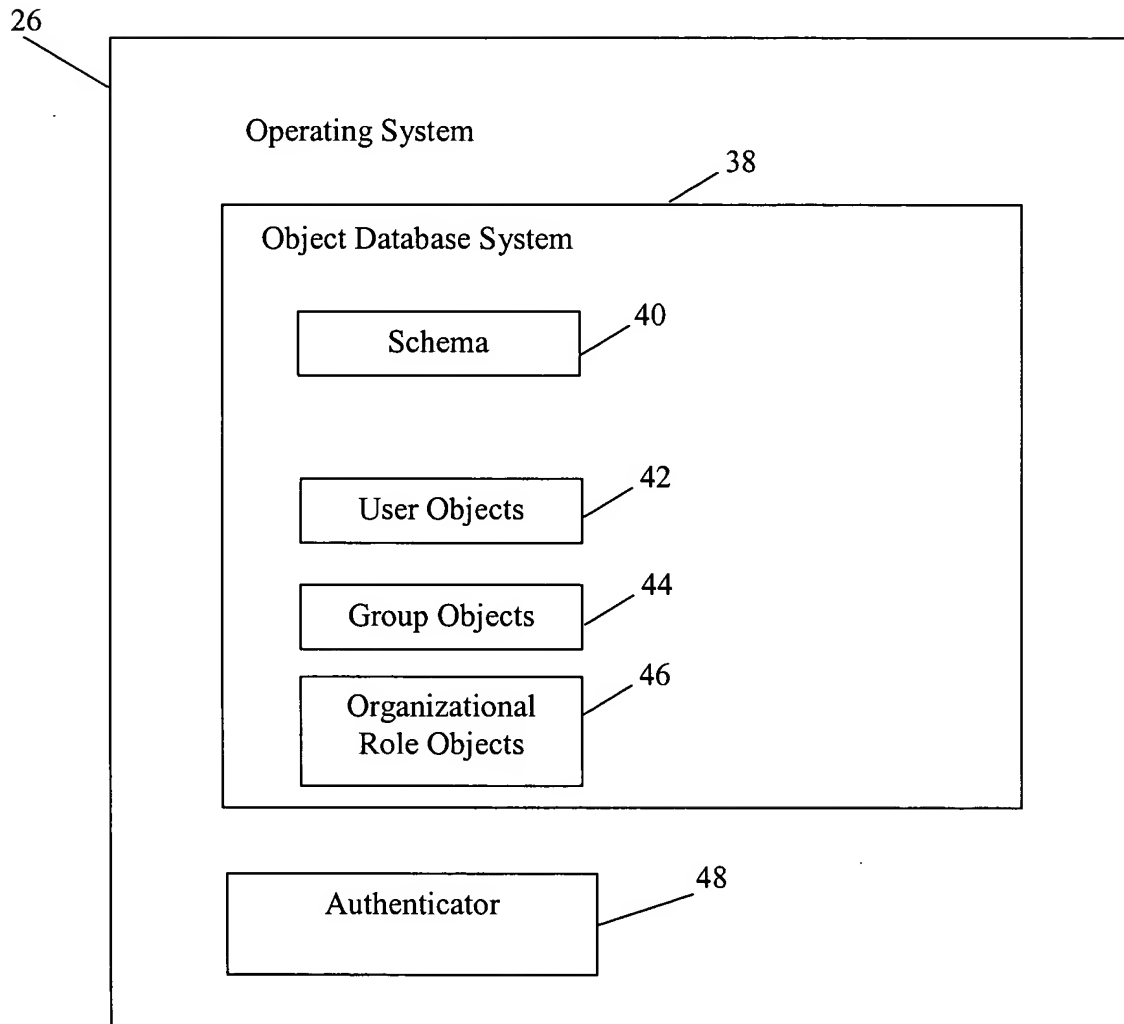 26
Operating System
38
Object Database System
Schema
40
User Objects
42
Group Objects
44
Organizational
Role Objects
46
Authenticator
48